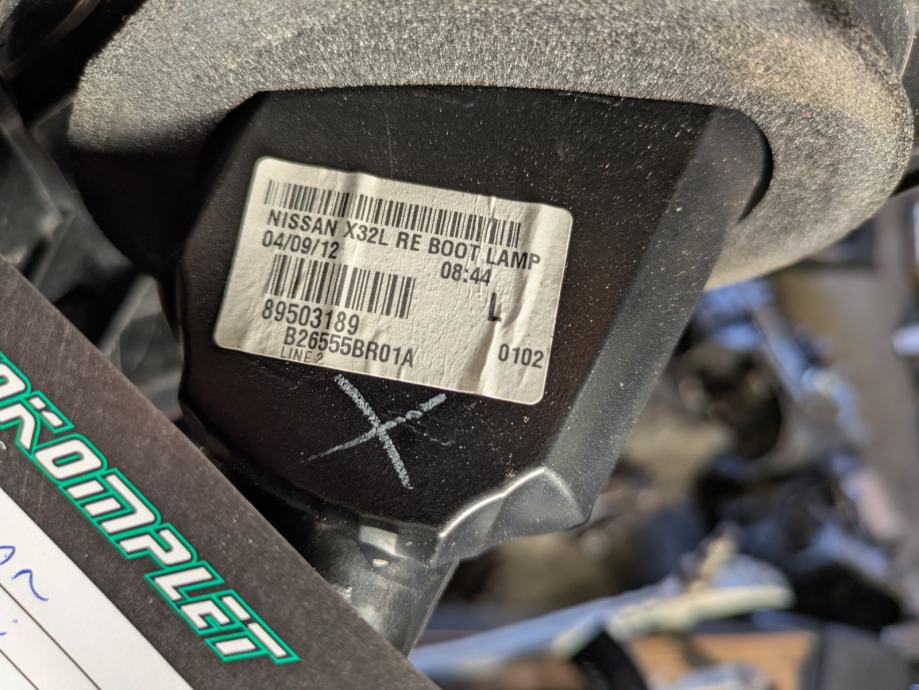 NISSAN X32L RE BOOT LAMP
04/09/12 08:44
L
89503189
B26555BR01A 0102
LINE 2